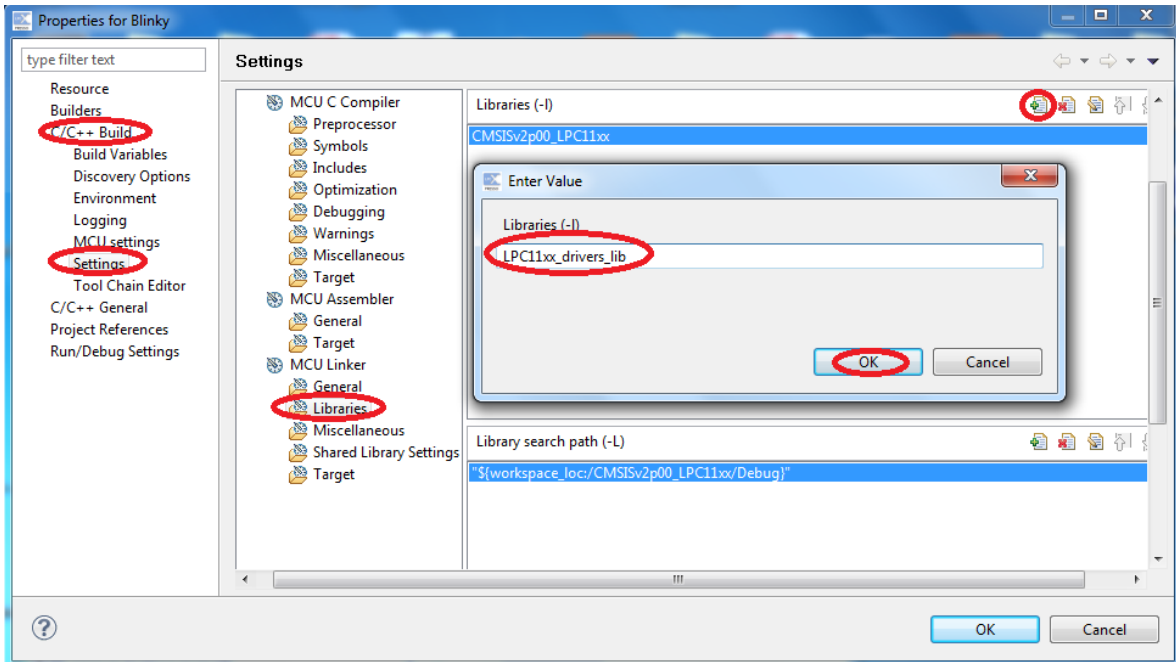 Properties for Blinky
type filter text
Resource
Builders
C/C++ Build
Build Variables
Discovery Options
Environment
Logging
MCU settings
Settings
Tool Chain Editor
C/C++ General
Project References
Run/Debug Settings
Settings
MCU C Compiler
Preprocessor
Symbols
Includes
Optimization
Debugging
Warnings
Miscellaneous
Target
MCU Assembler
General
Target
MCU Linker
General
Libraries
Miscellaneous
Shared Library Settings
Target
Libraries (-l)
CMSISv2p00_LPC11xx
Enter Value
Libraries (-l)
LPC11xx_drivers_lib
OK Cancel
Library search path (-L)
"${workspace_loc:/CMSISv2p00_LPC11xx/Debug}"
OK Cancel